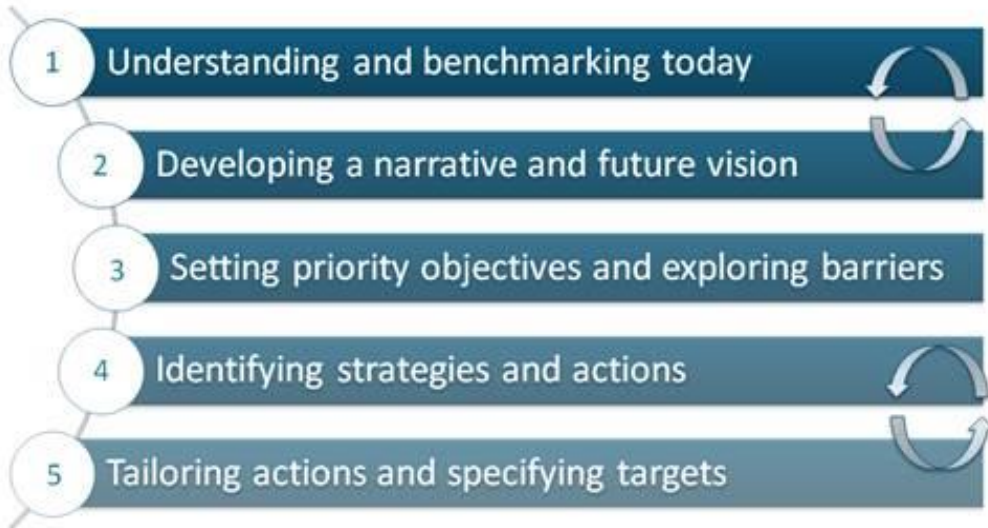 1 Understanding and benchmarking today
2 Developing a narrative and future vision
3 Setting priority objectives and exploring barriers
4 Identifying strategies and actions
5 Tailoring actions and specifying targets